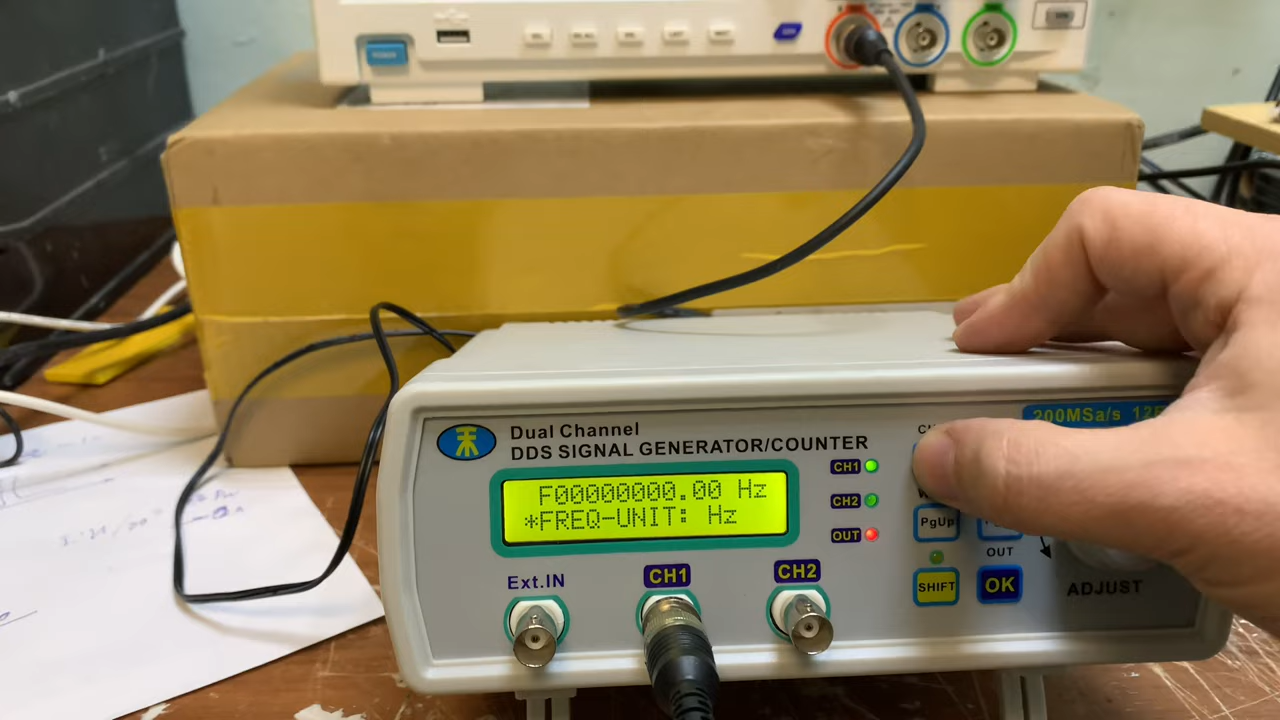 Dual Channel
DDS SIGNAL GENERATOR/COUNTER
200MSa/s
F00000000.00 Hz
*FREQ-UNIT: Hz
CH1
CH2
OUT
PgUp
OUT
SHIFT
OK
ADJUST
Ext.IN
CH1
CH2